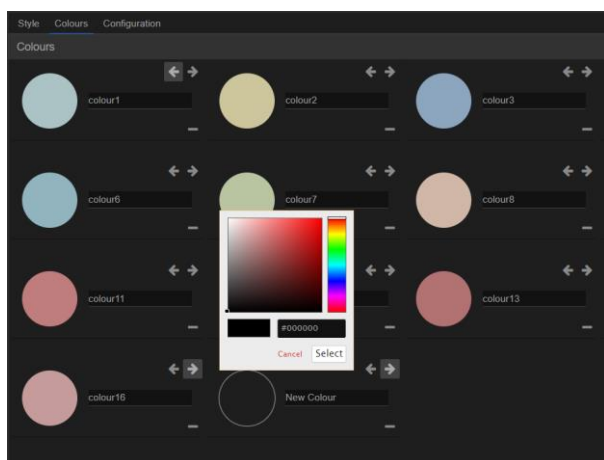 Style Colours Configuration
Colours
colour1 colour2 colour3
colour6 colour7 colour8
colour11 colour13
#000000
Cancel Select
colour16 New Colour